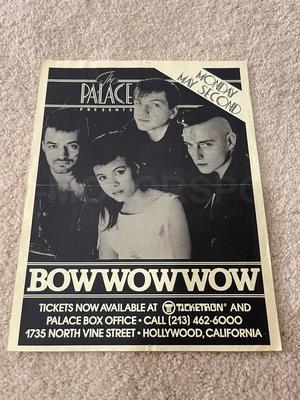 The
PALACE
PRESENTS
MONDAY
MAY SECOND
BOWWOWWOW
TICKETS NOW AVAILABLE AT TICKETRON® AND
PALACE BOX OFFICE • CALL (213) 462-6000
1735 NORTH VINE STREET • HOLLYWOOD, CALIFORNIA